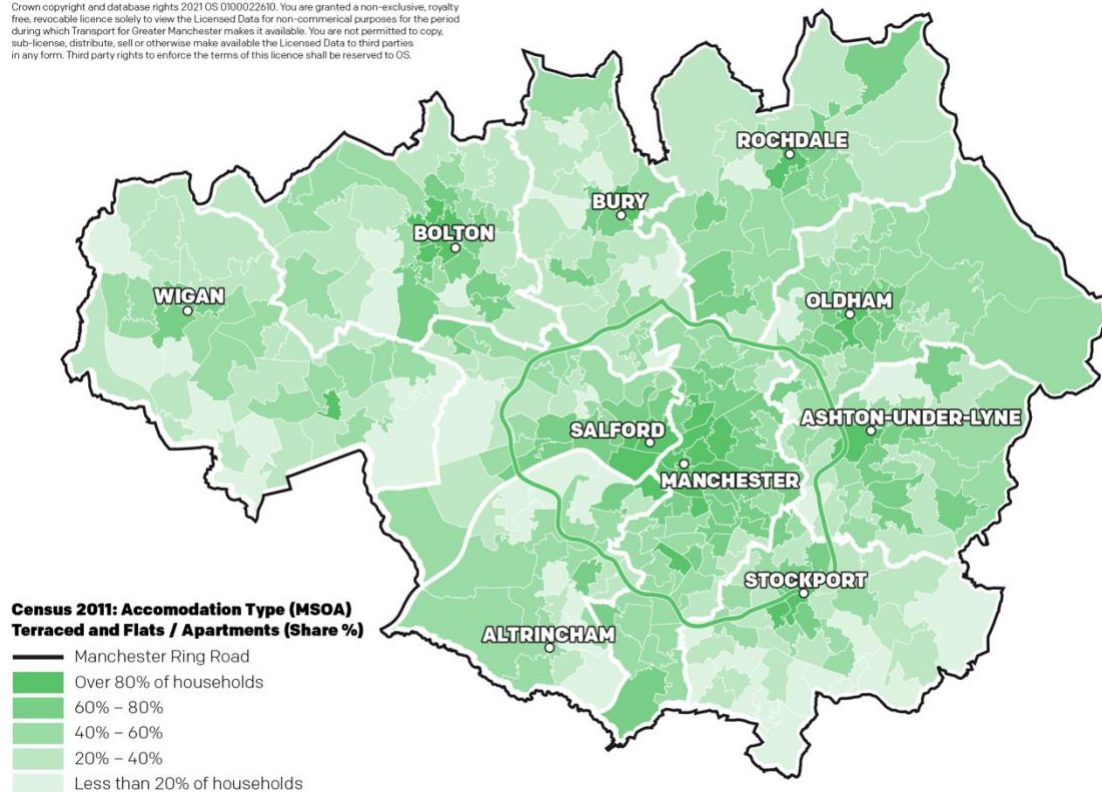 Crown copyright and database rights 2021 OS 0100022610. You are granted a non-exclusive, royalty
free, revocable licence solely to view the Licensed Data for non-commerical purposes for the period
during which Transport for Greater Manchester makes it available. You are not permitted to copy,
sub-license, distribute, sell or otherwise make available the Licensed Data to third parties
in any form. Third party rights to enforce the terms of this licence shall be reserved to OS.
ROCHDALE
BURY
BOLTON
WIGAN
OLDHAM
ASHTON-UNDER-LYNE
SALFORD
MANCHESTER
STOCKPORT
ALTRINCHAM
Census 2011: Accomodation Type (MSOA)
Terraced and Flats / Apartments (Share %)
Manchester Ring Road
Over 80% of households
60% – 80%
40% – 60%
20% – 40%
Less than 20% of households